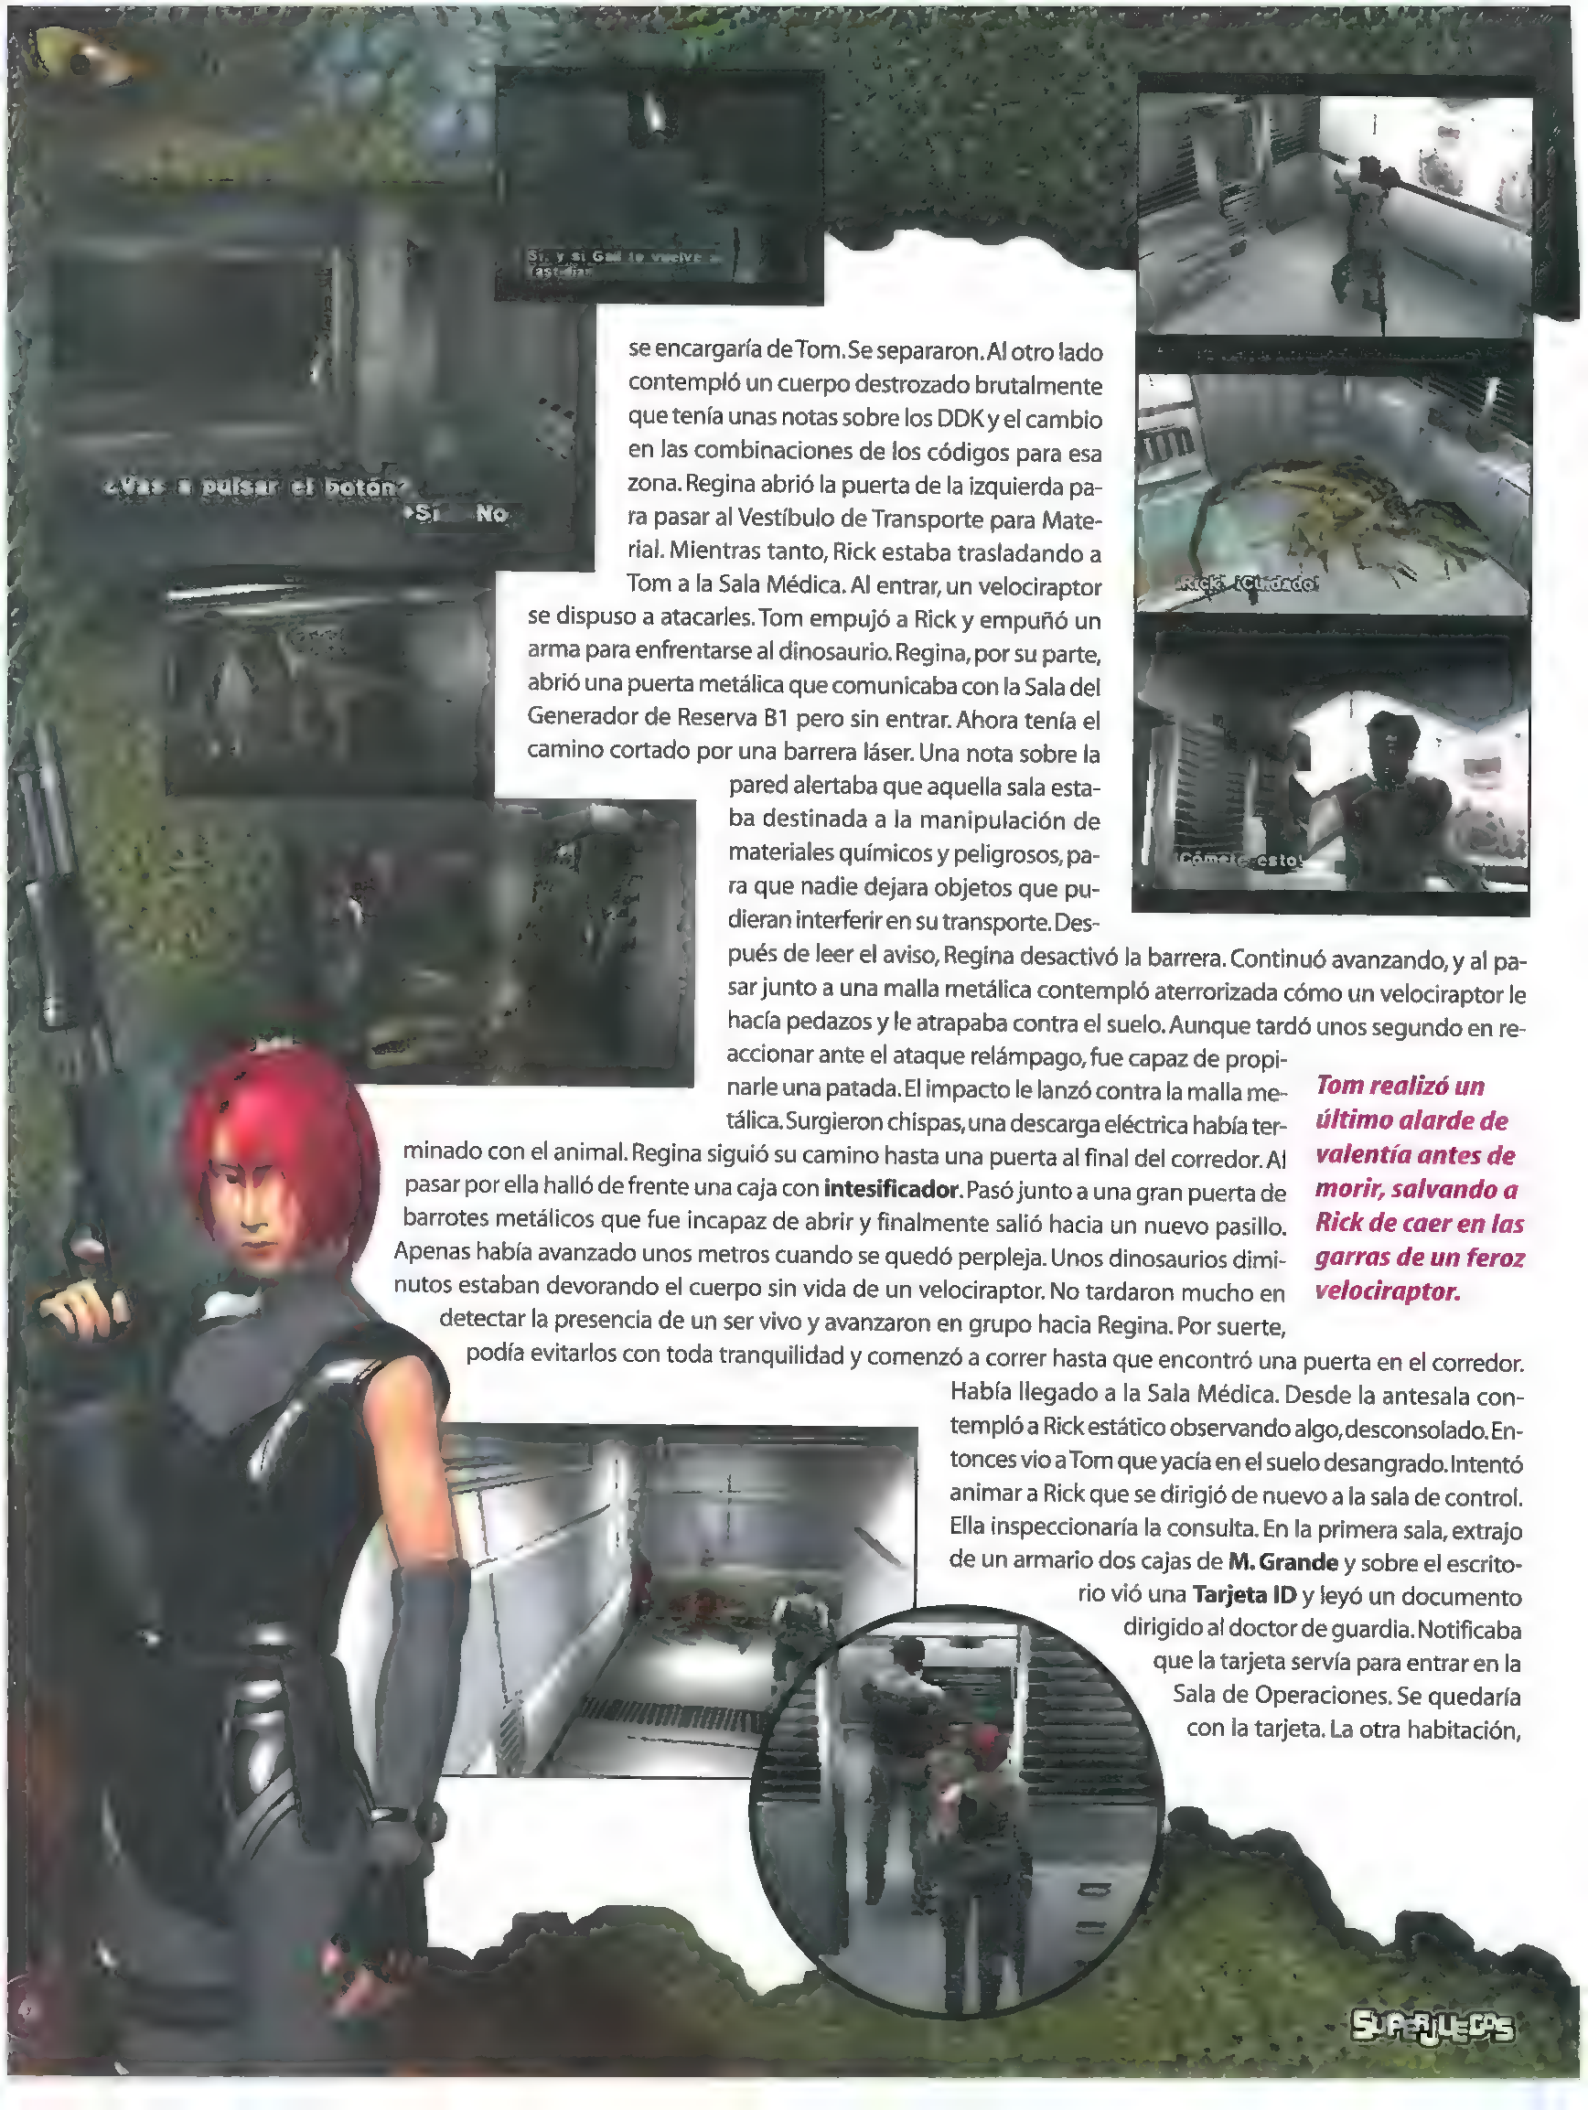 Sí, y si Gail te vuelve a
¿Vas a pulsar el botón?
Sí No
se encargaría de Tom. Se separaron. Al otro lado
contempló un cuerpo destrozado brutalmente
que tenía unas notas sobre los DDK y el cambio
en las combinaciones de los códigos para esa
zona. Regina abrió la puerta de la izquierda pa-
ra pasar al Vestíbulo de Transporte para Mate-
rial. Mientras tanto, Rick estaba trasladando a
Tom a la Sala Médica. Al entrar, un velociraptor
se dispuso a atacarles. Tom empujó a Rick y empuñó un
arma para enfrentarse al dinosaurio. Regina, por su parte,
abrió una puerta metálica que comunicaba con la Sala del
Generador de Reserva B1 pero sin entrar. Ahora tenía el
camino cortado por una barrera láser. Una nota sobre la
pared alertaba que aquella sala esta-
ba destinada a la manipulación de
materiales químicos y peligrosos, pa-
ra que nadie dejara objetos que pu-
dieran interferir en su transporte. Des-
pués de leer el aviso, Regina desactivó la barrera. Continuó avanzando, y al pa-
sar junto a una malla metálica contempló aterrorizada cómo un velociraptor le
hacía pedazos y le atrapaba contra el suelo. Aunque tardó unos segundo en re-
accionar ante el ataque relámpago, fue capaz de propi-
narle una patada. El impacto le lanzó contra la malla me-
tálica. Surgieron chispas, una descarga eléctrica había ter-
minado con el animal. Regina siguió su camino hasta una puerta al final del corredor. Al
pasar por ella halló de frente una caja con intesificador. Pasó junto a una gran puerta de
barrotes metálicos que fue incapaz de abrir y finalmente salió hacia un nuevo pasillo.
Apenas había avanzado unos metros cuando se quedó perpleja. Unos dinosaurios dimi-
nutos estaban devorando el cuerpo sin vida de un velociraptor. No tardaron mucho en
detectar la presencia de un ser vivo y avanzaron en grupo hacia Regina. Por suerte,
podía evitarlos con toda tranquilidad y comenzó a correr hasta que encontró una puerta en el corredor.
Había llegado a la Sala Médica. Desde la antesala con-
templó a Rick estático observando algo, desconsolado. En-
tonces vio a Tom que yacía en el suelo desangrado. Intentó
animar a Rick que se dirigió de nuevo a la sala de control.
Ella inspeccionaría la consulta. En la primera sala, extrajo
de un armario dos cajas de M. Grande y sobre el escrito-
rio vió una Tarjeta ID y leyó un documento
dirigido al doctor de guardia. Notificaba
que la tarjeta servía para entrar en la
Sala de Operaciones. Se quedaría
con la tarjeta. La otra habitación,
Rick. ¡Cuidado!
¡Cómete esto!
Tom realizó un
último alarde de
valentía antes de
morir, salvando a
Rick de caer en las
garras de un feroz
velociraptor.
SUPERJUEGOS